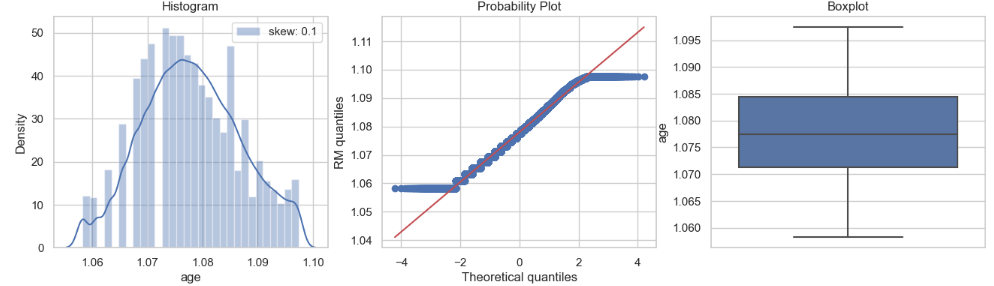 Histogram
skew: 0.1
50
40
30
20
10
0
Density
1.06 1.07 1.08 1.09 1.10
age
Probability Plot
1.11
1.10
1.09
1.08
1.07
1.06
1.05
1.04
RM quantiles
−4 −2 0 2 4
Theoretical quantiles
Boxplot
1.095
1.090
1.085
1.080
1.075
1.070
1.065
1.060
age